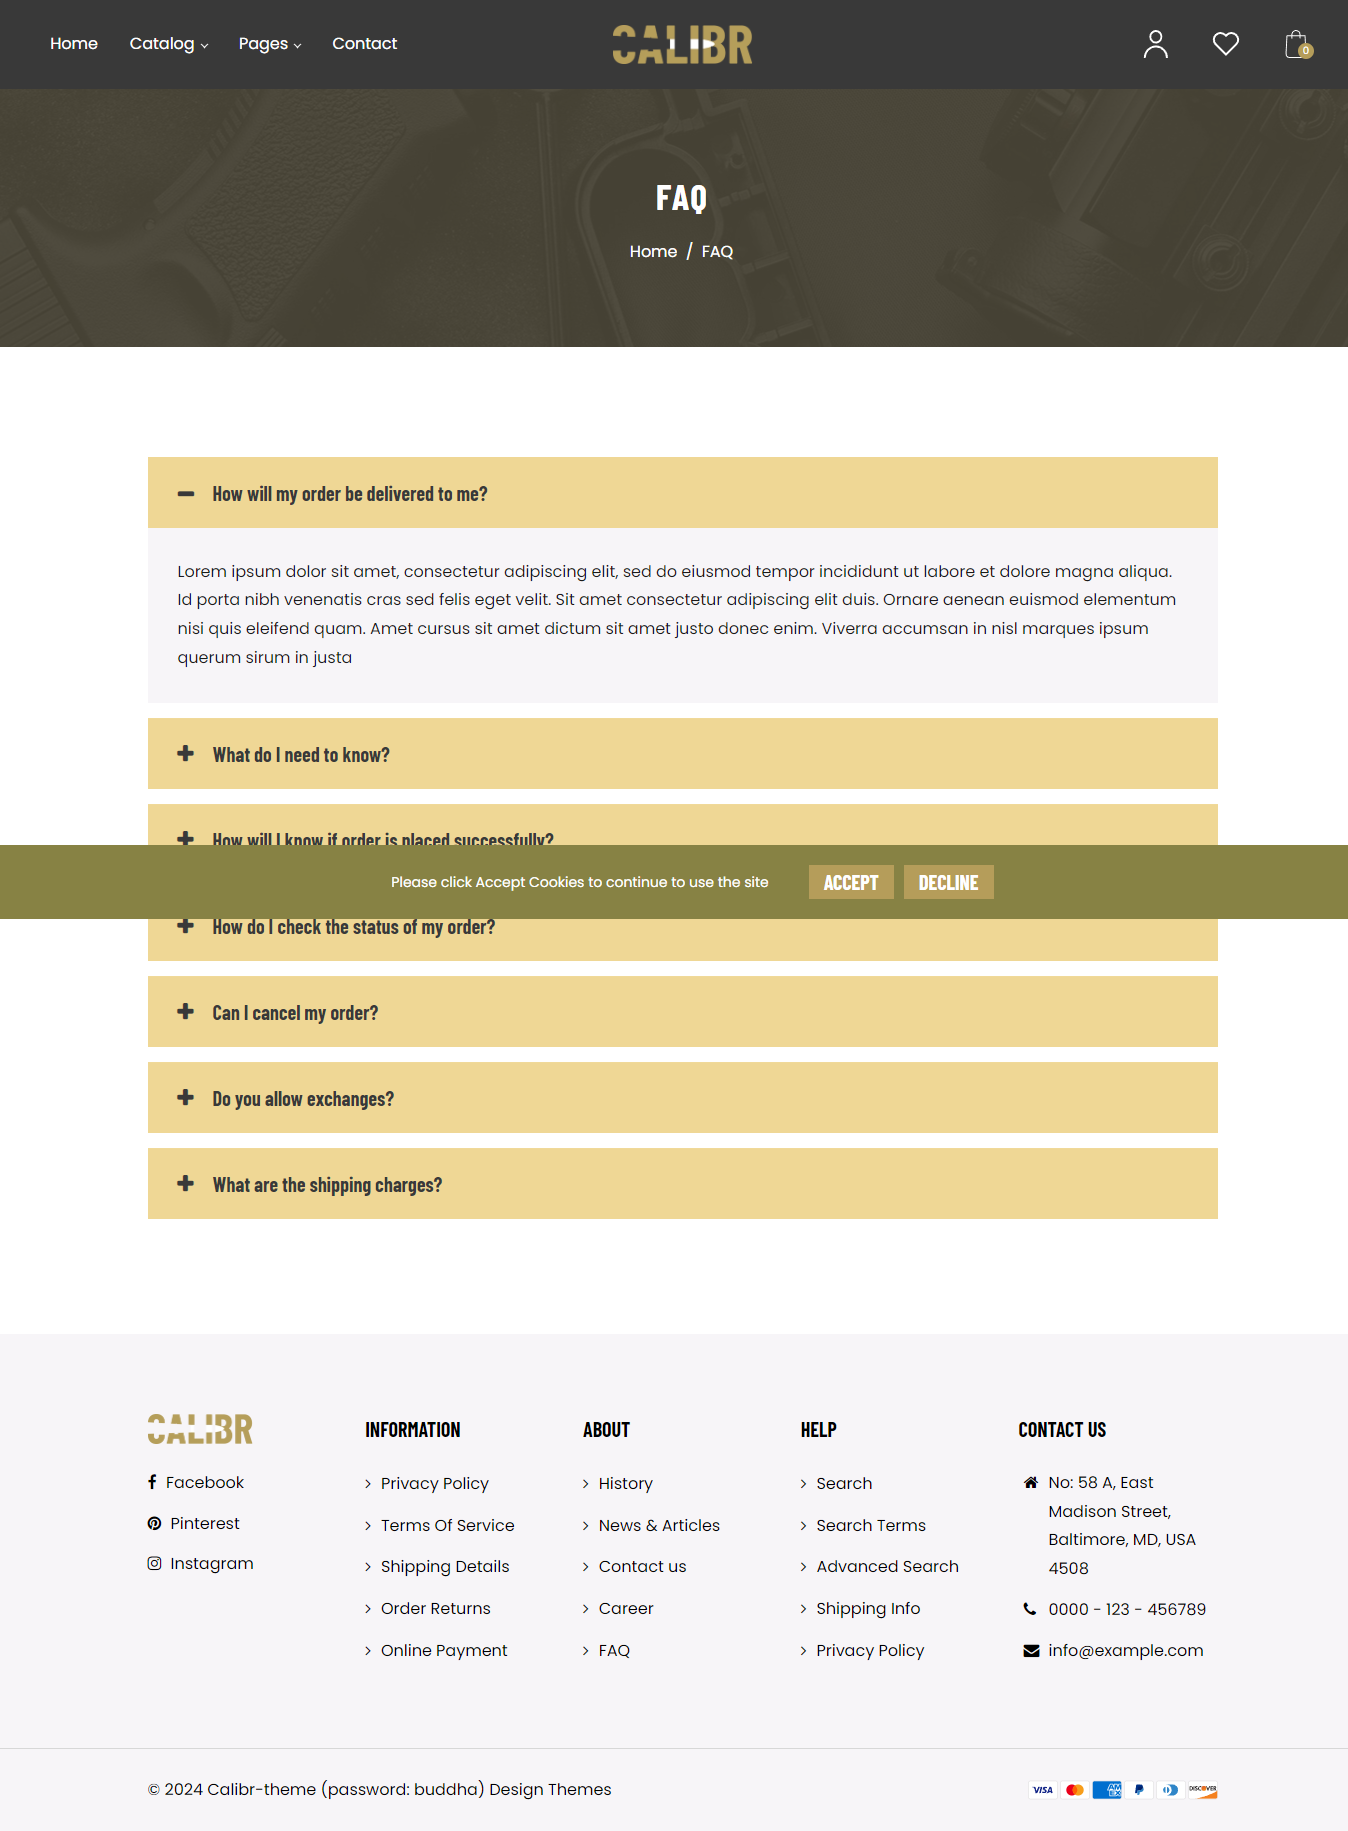 Home Catalog Pages Contact CALIBR 0
FAQ
Home / FAQ
How will my order be delivered to me?
Lorem ipsum dolor sit amet, consectetur adipiscing elit, sed do eiusmod tempor incididunt ut labore et dolore magna aliqua.
Id porta nibh venenatis cras sed felis eget velit. Sit amet consectetur adipiscing elit duis. Ornare aenean euismod elementum
nisi quis eleifend quam. Amet cursus sit amet dictum sit amet justo donec enim. Viverra accumsan in nisl marques ipsum
querum sirum in justa
What do I need to know?
How will I know if order is placed successfully?
Please click Accept Cookies to continue to use the site ACCEPT DECLINE
How do I check the status of my order?
Can I cancel my order?
Do you allow exchanges?
What are the shipping charges?
CALIBR
Facebook
Pinterest
Instagram
INFORMATION
Privacy Policy
Terms Of Service
Shipping Details
Order Returns
Online Payment
ABOUT
History
News & Articles
Contact us
Career
FAQ
HELP
Search
Search Terms
Advanced Search
Shipping Info
Privacy Policy
CONTACT US
No: 58 A, East
Madison Street,
Baltimore, MD, USA
4508
0000 - 123 - 456789
info@example.com
© 2024 Calibr-theme (password: buddha) Design Themes
VISA AMEX DISCOVER